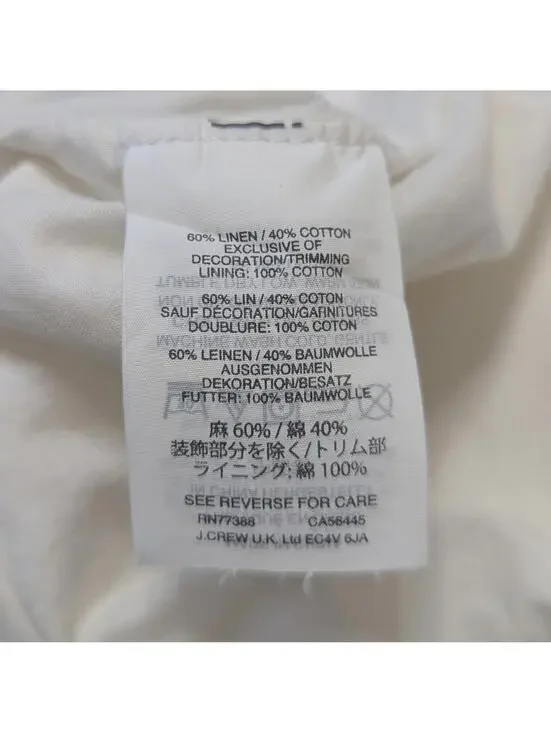 60% LINEN / 40% COTTON
EXCLUSIVE OF
DECORATION/TRIMMING
LINING: 100% COTTON
60% LIN / 40% COTON
SAUF DÉCORATION/GARNITURES
DOUBLURE: 100% COTON
60% LEINEN / 40% BAUMWOLLE
AUSGENOMMEN
DEKORATION/BESATZ
FUTTER: 100% BAUMWOLLE
麻 60% / 綿 40%
装飾部分を除く/トリム部
ライニング: 綿 100%
SEE REVERSE FOR CARE
RN77388 CA56445
J.CREW U.K. Ltd EC4V 6JA